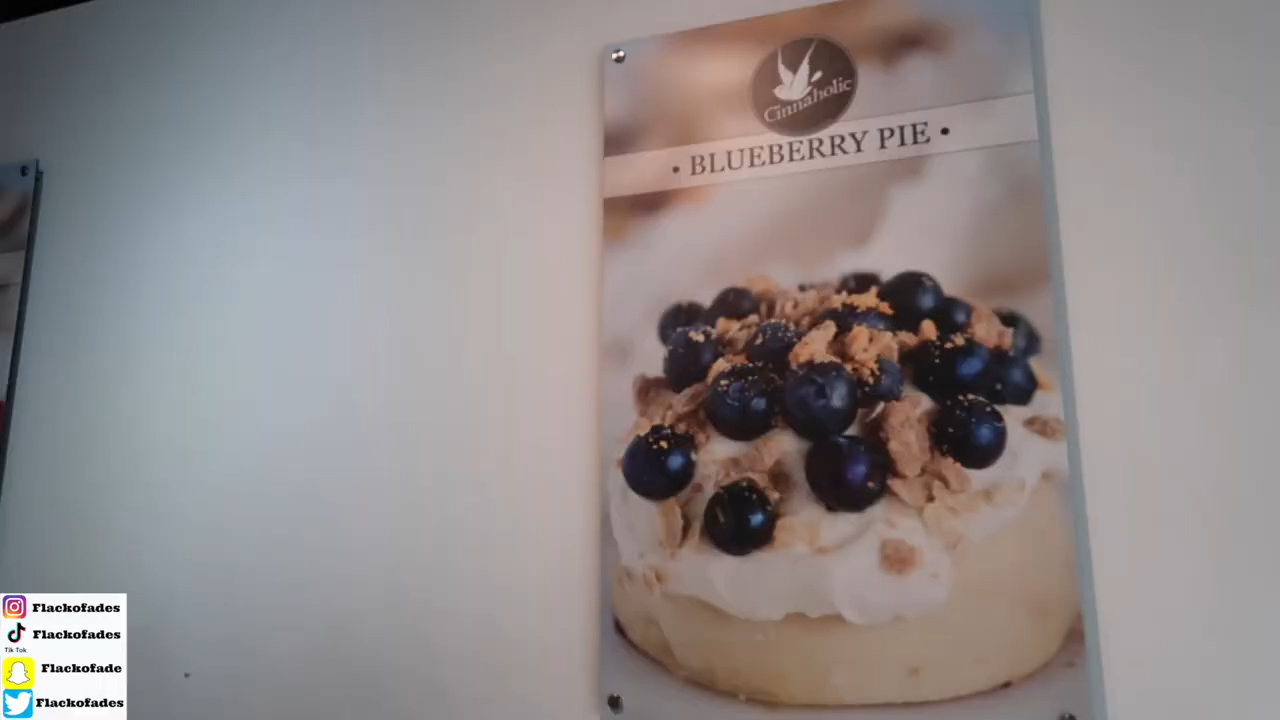 Cinnaholic
• BLUEBERRY PIE •
Flackofades
Flackofades
Tik Tok
Flackofade
Flackofades